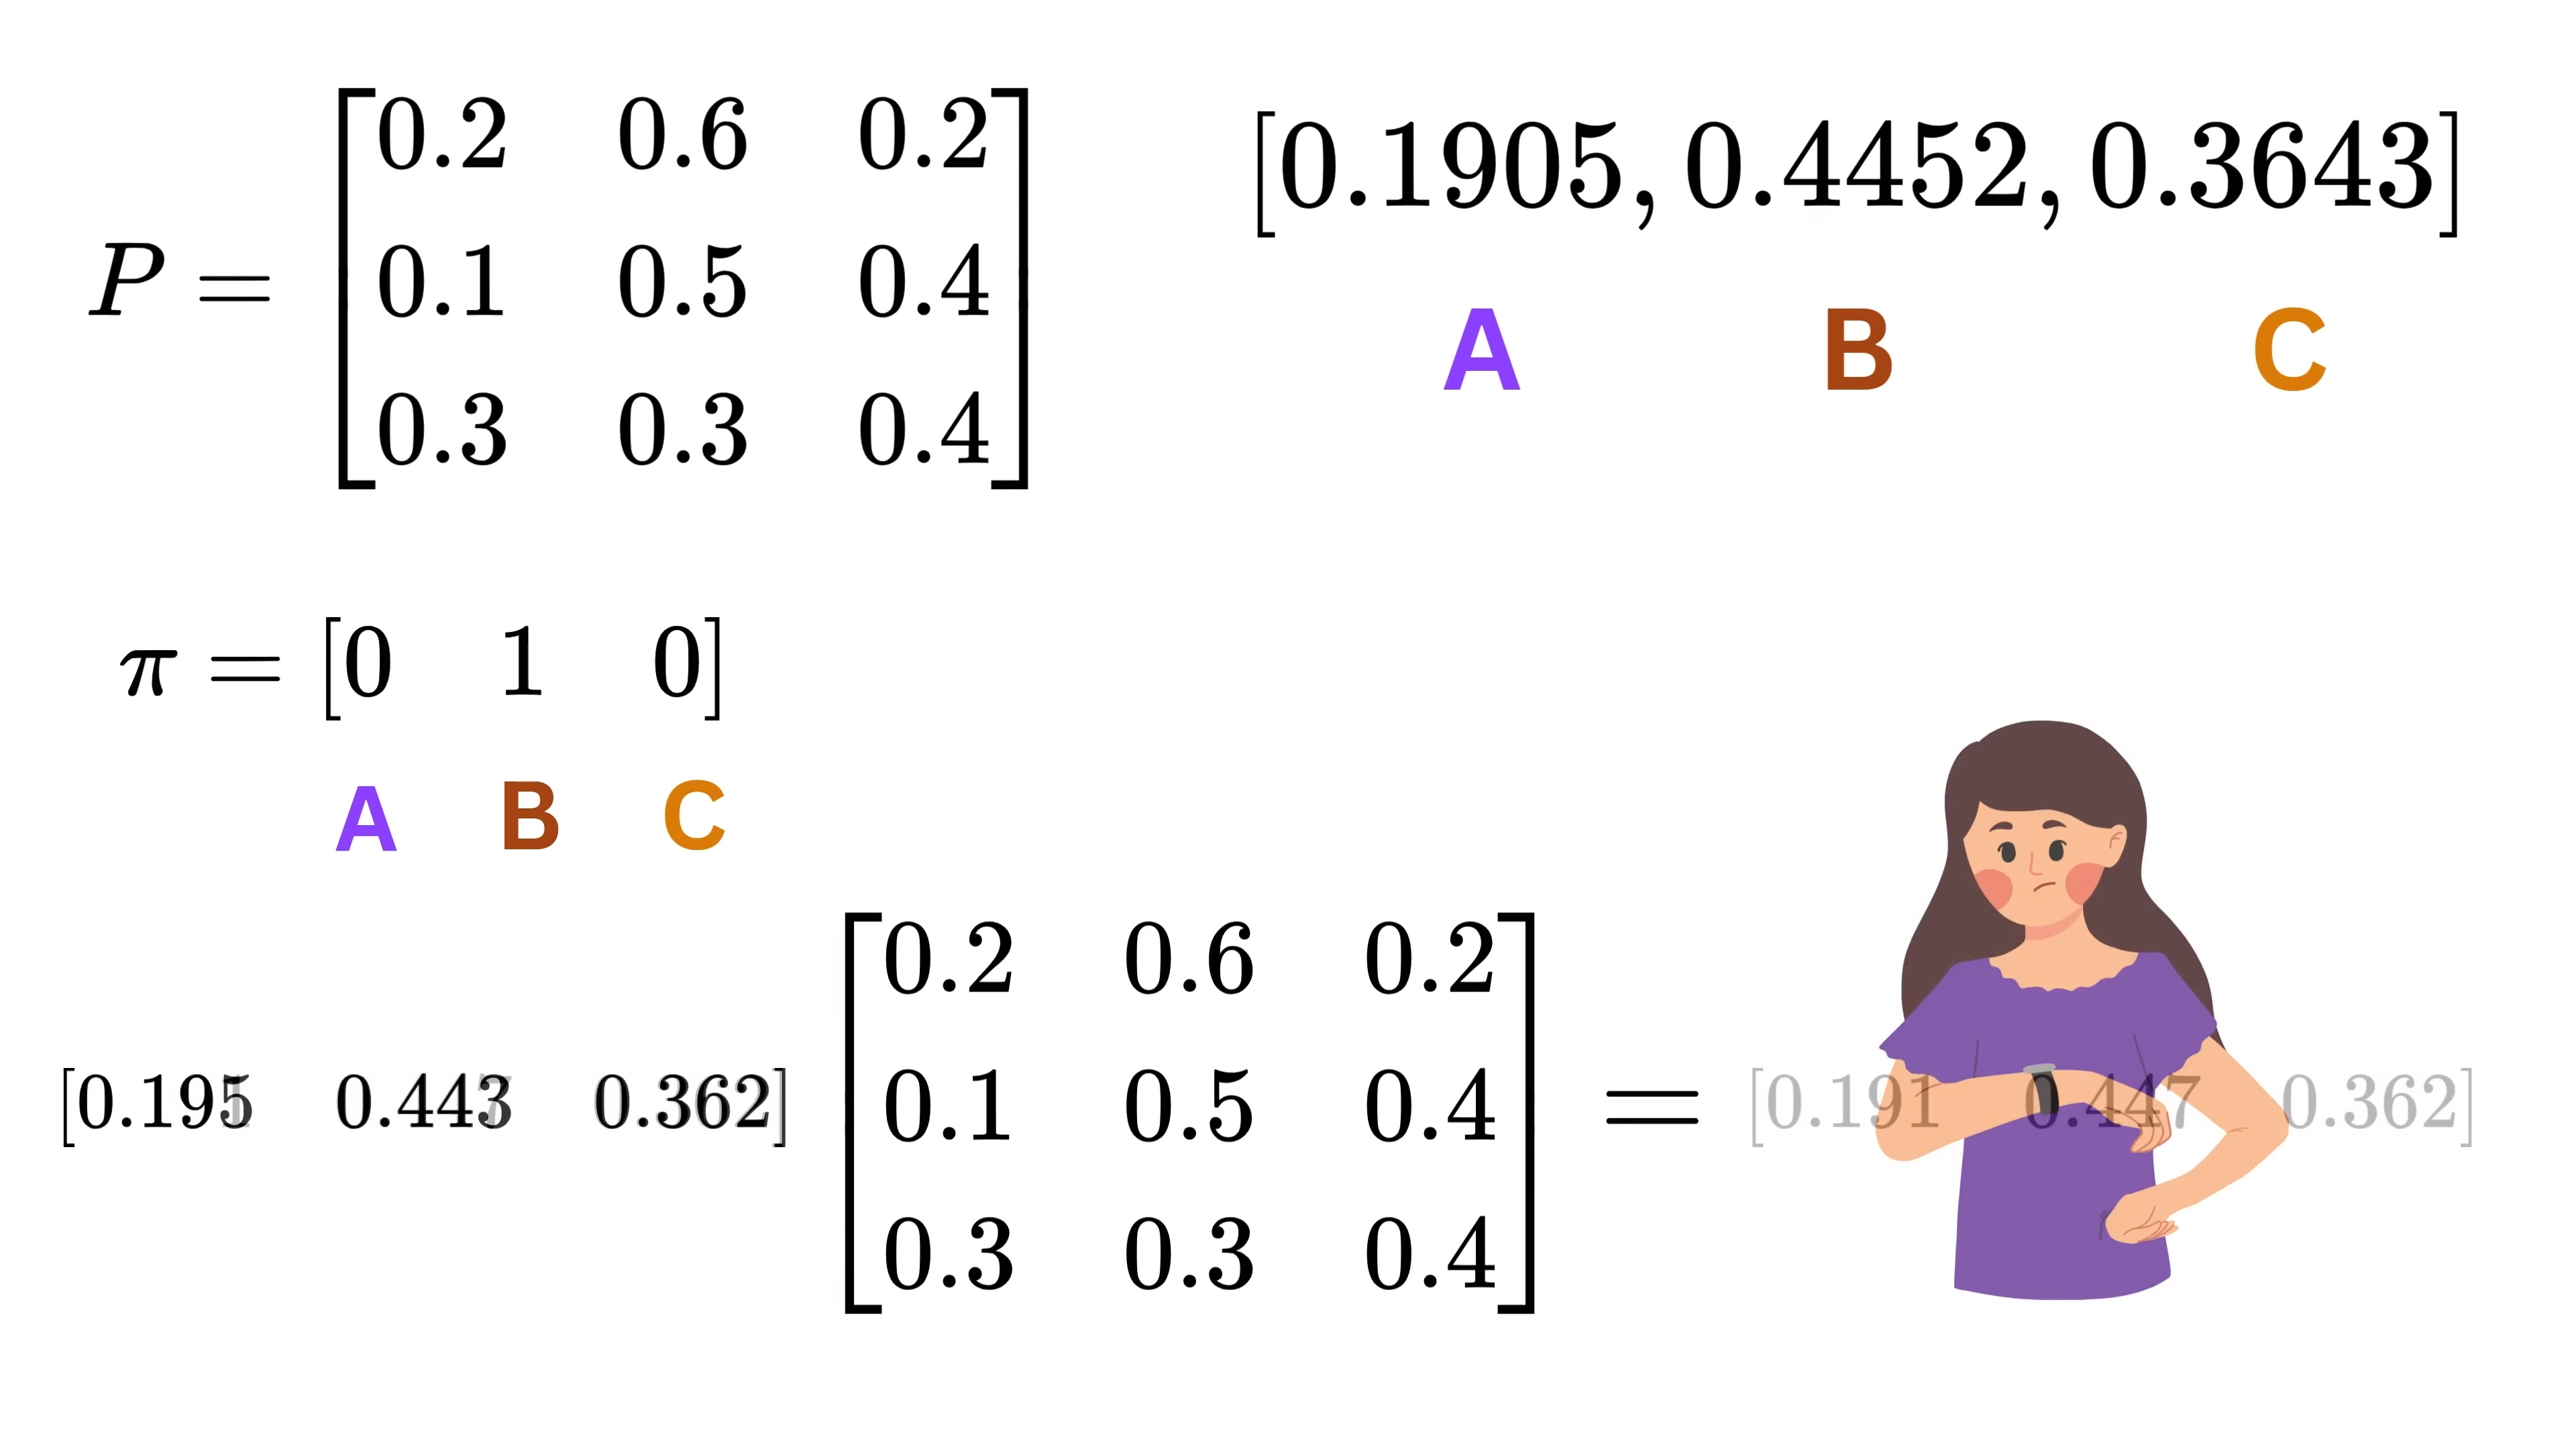 P = [0.2 0.6 0.2
0.1 0.5 0.4
0.3 0.3 0.4]
[0.1905, 0.4452, 0.3643]
A B C
π = [0 1 0]
A B C
[0.195 0.443 0.362] [0.2 0.6 0.2
0.1 0.5 0.4
0.3 0.3 0.4] = [0.191 0.447 0.362]